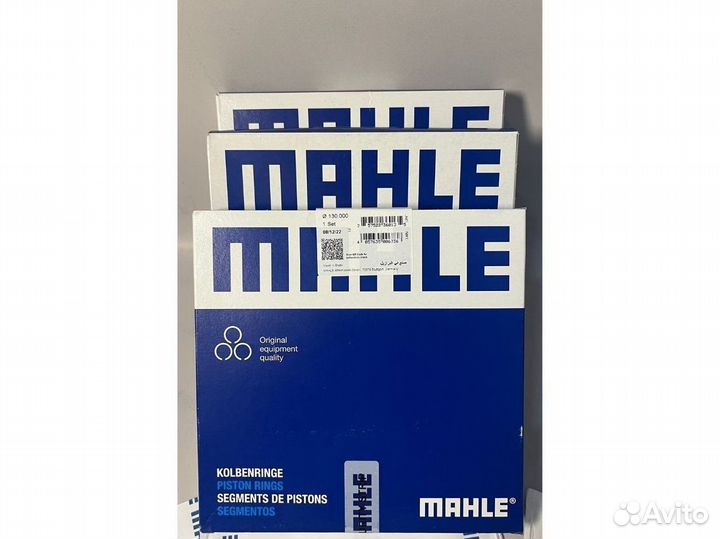 MAHLE
MAHLE
Ø 130.000
1 Set
08/12/22
Original
equipment
quality
KOLBENRINGE
PISTON RINGS
SEGMENTS DE PISTONS
SEGMENTOS
MAHLE
MAHLE®
Avito